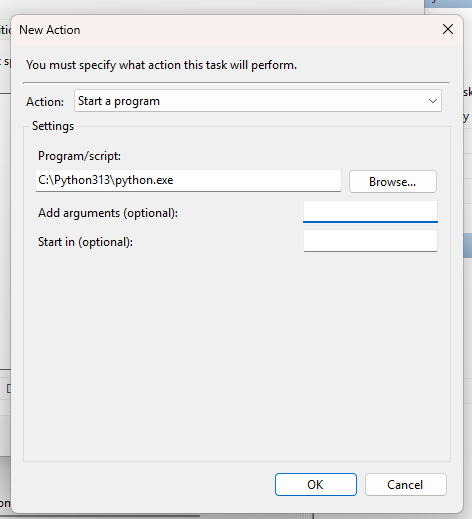 New Action
You must specify what action this task will perform.
Action: Start a program
Settings
Program/script:
C:\Python313\python.exe
Browse...
Add arguments (optional):
Start in (optional):
OK
Cancel